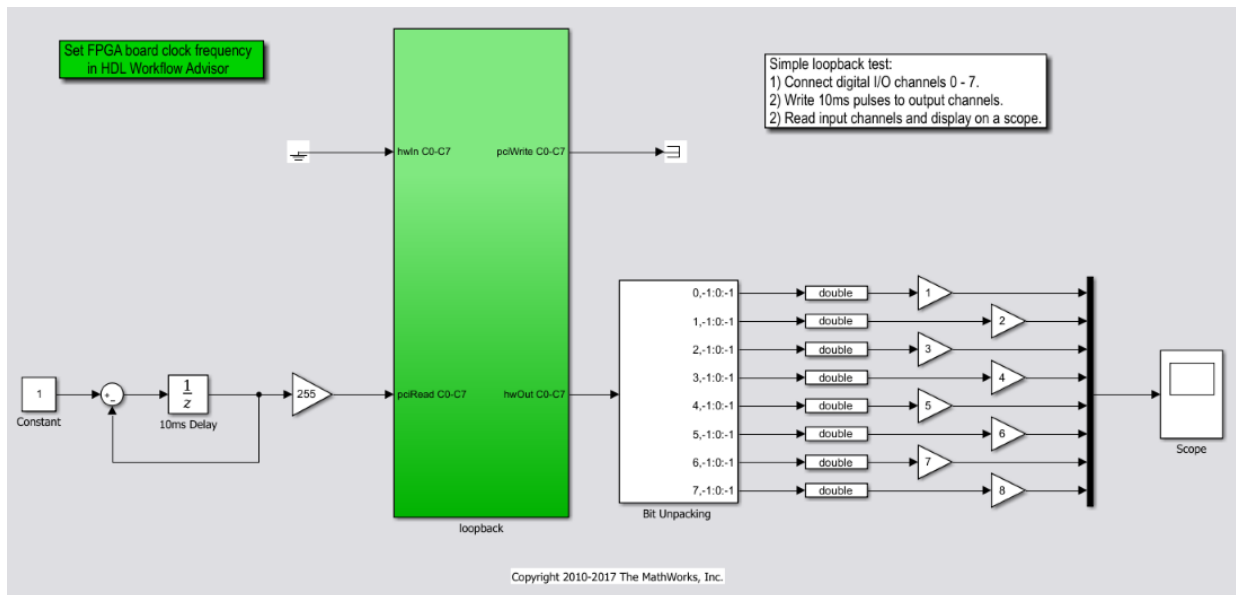 Set FPGA board clock frequency
in HDL Workflow Advisor
Simple loopback test:
1) Connect digital I/O channels 0 - 7.
2) Write 10ms pulses to output channels.
2) Read input channels and display on a scope.
hwIn C0-C7
pciWrite C0-C7
pciRead C0-C7
hwOut C0-C7
loopback
1
Constant
+
-
1
z
10ms Delay
255
0,-1:0:-1
1,-1:0:-1
2,-1:0:-1
3,-1:0:-1
4,-1:0:-1
5,-1:0:-1
6,-1:0:-1
7,-1:0:-1
Bit Unpacking
double
double
double
double
double
double
double
double
1
2
3
4
5
6
7
8
Scope
Copyright 2010-2017 The MathWorks, Inc.